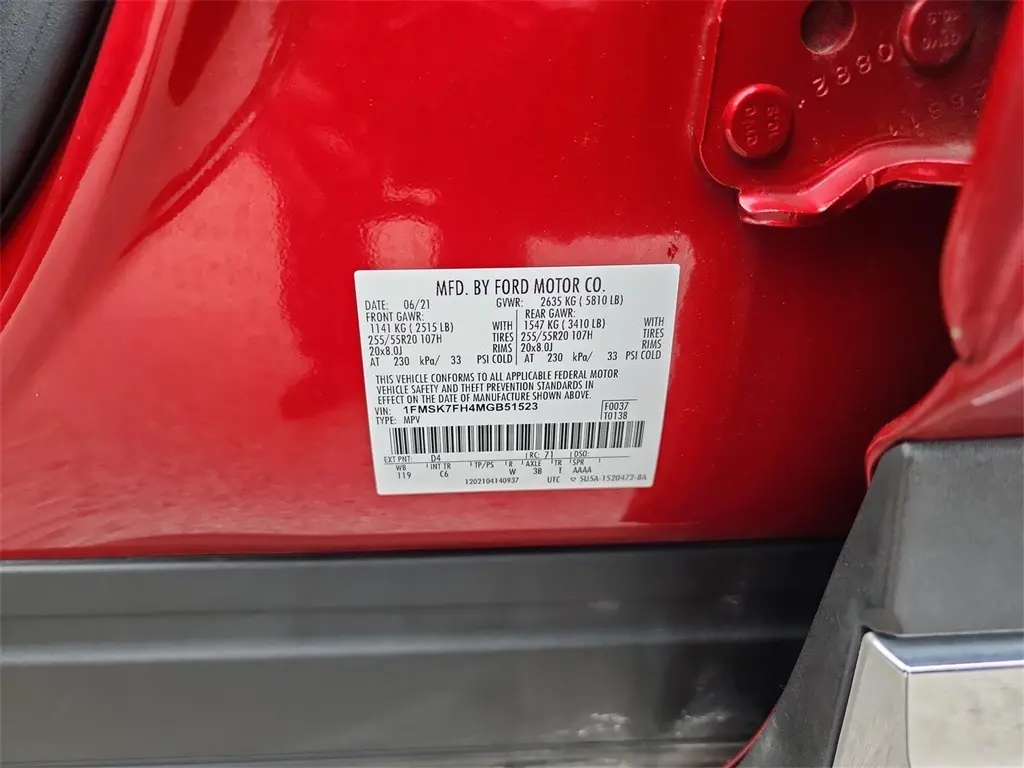 MFD. BY FORD MOTOR CO.
DATE: 06/21 GVWR: 2635 KG ( 5810 LB)
FRONT GAWR: REAR GAWR:
1141 KG ( 2515 LB) WITH 1547 KG ( 3410 LB) WITH
255/55R20 107H TIRES 255/55R20 107H TIRES
20x8.0J RIMS 20x8.0J RIMS
AT 230 kPa/ 33 PSI COLD AT 230 kPa/ 33 PSI COLD
THIS VEHICLE CONFORMS TO ALL APPLICABLE FEDERAL MOTOR
VEHICLE SAFETY AND THEFT PREVENTION STANDARDS IN
EFFECT ON THE DATE OF MANUFACTURE SHOWN ABOVE.
VIN: 1FMSK7FH4MGB51523 F0037
TYPE: MPV T0138
EXT PNT: D4 RC: 71 DSO:
WB INT TR TP/PS R AXLE TR SPR
119 C6 W 3B T AAAA
1202104140937 UTC SU5A-1520472-BA
0882